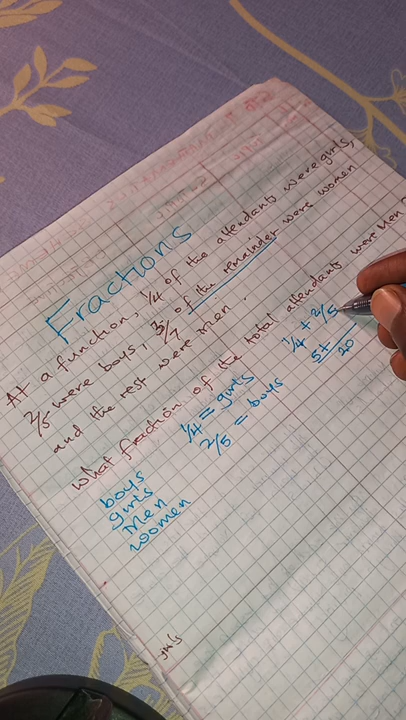 Fractions
At a function, 1/4 of the attendants were girls,
2/5 were boys, 3/7 of the remainder were women
and the rest were men.
What fraction of the total attendants were men?
1/4 = girls
2/5 = boys
1/4 + 2/5
5+
20
boys
girls
Men
women